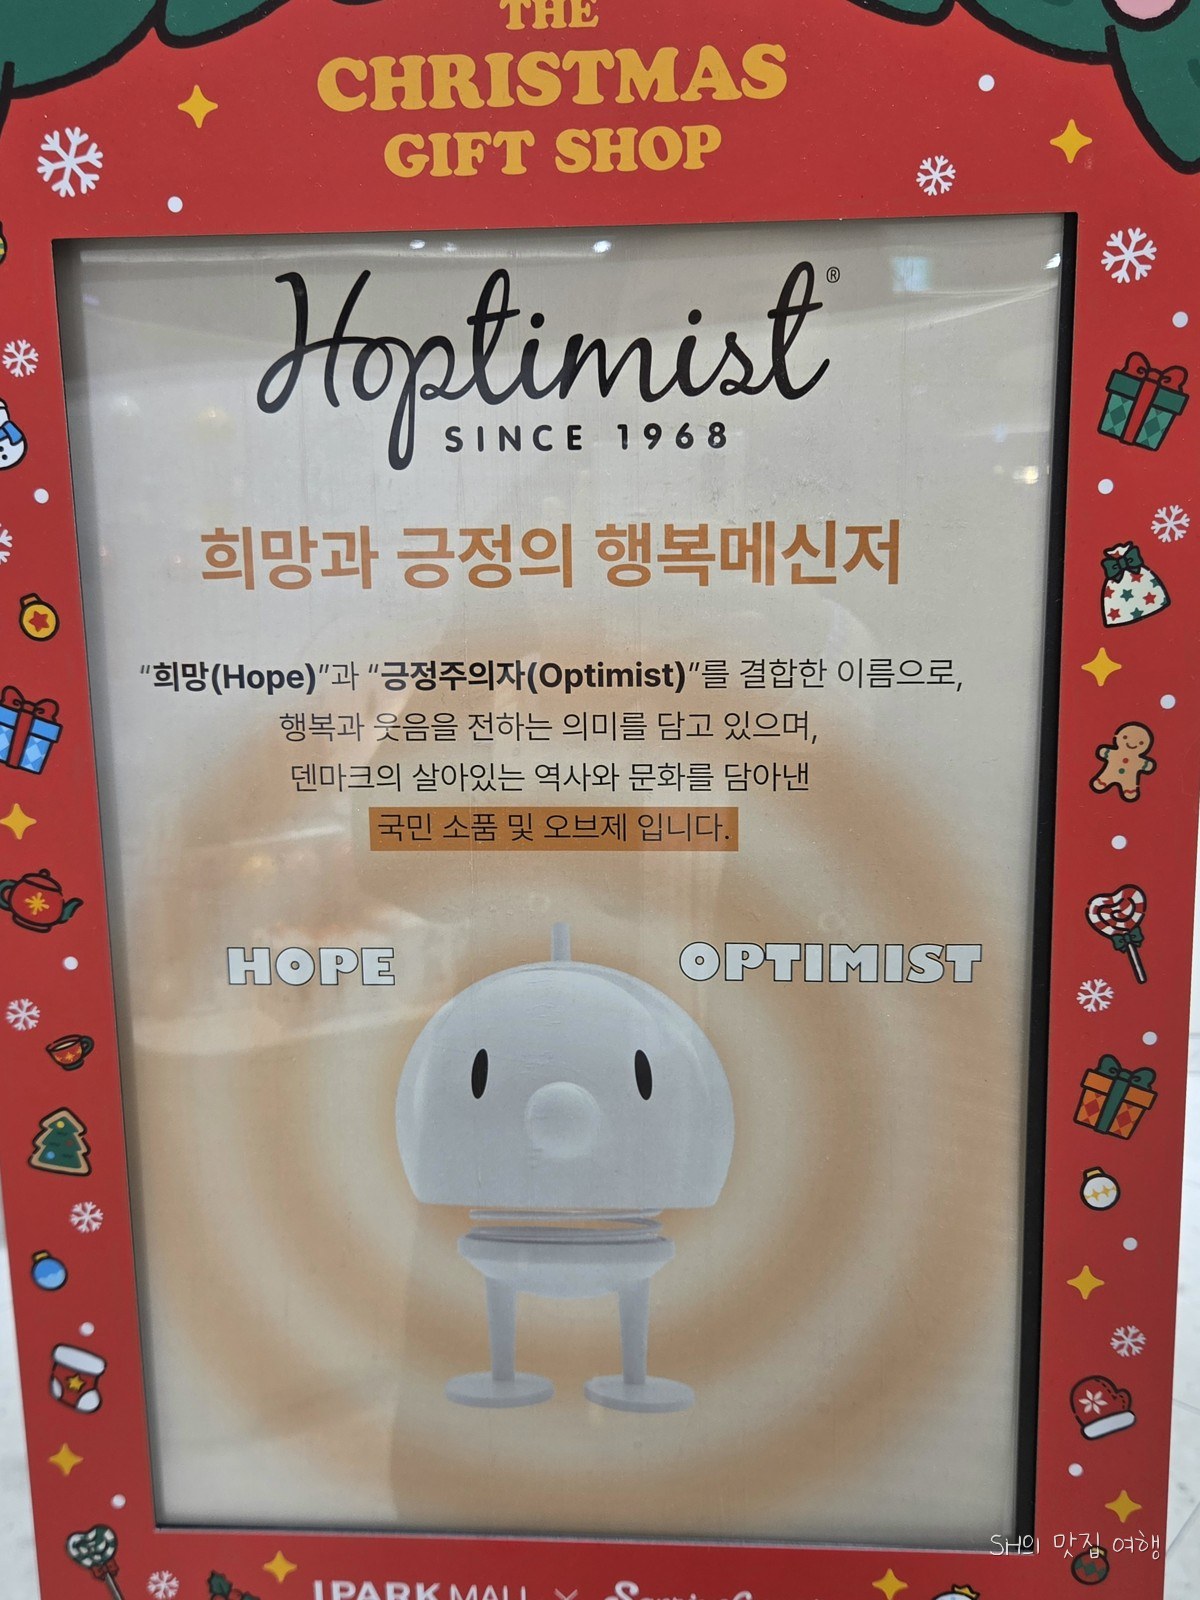 THE
CHRISTMAS
GIFT SHOP
Hoptimist®
SINCE 1968
희망과 긍정의 행복메신저
“희망(Hope)”과 “긍정주의자(Optimist)”를 결합한 이름으로,
행복과 웃음을 전하는 의미를 담고 있으며,
덴마크의 살아있는 역사와 문화를 담아낸
국민 소품 및 오브제 입니다.
HOPE
OPTIMIST
SH의 맛집 여행
IPARK MALL ×